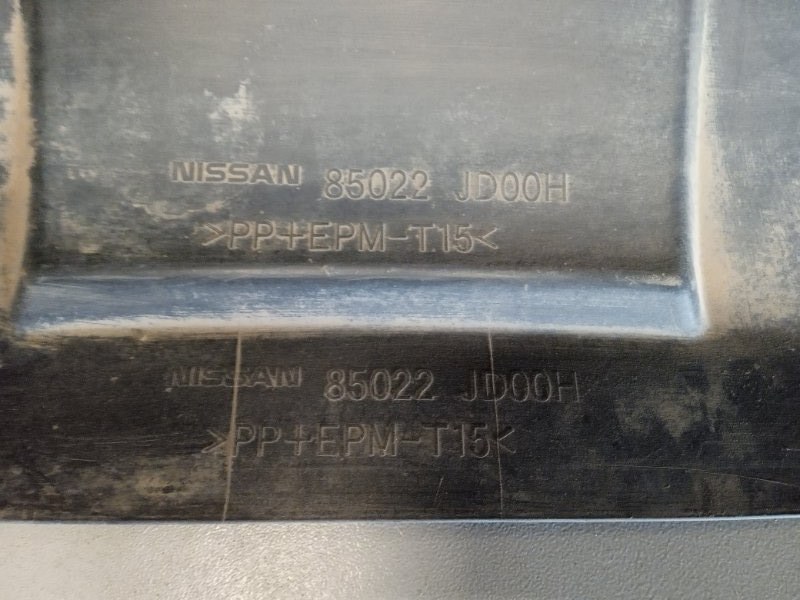 NISSAN 85022 JD00H
>PP+EPM-T15<
NISSAN 85022 JD00H
>PP+EPM-T15<